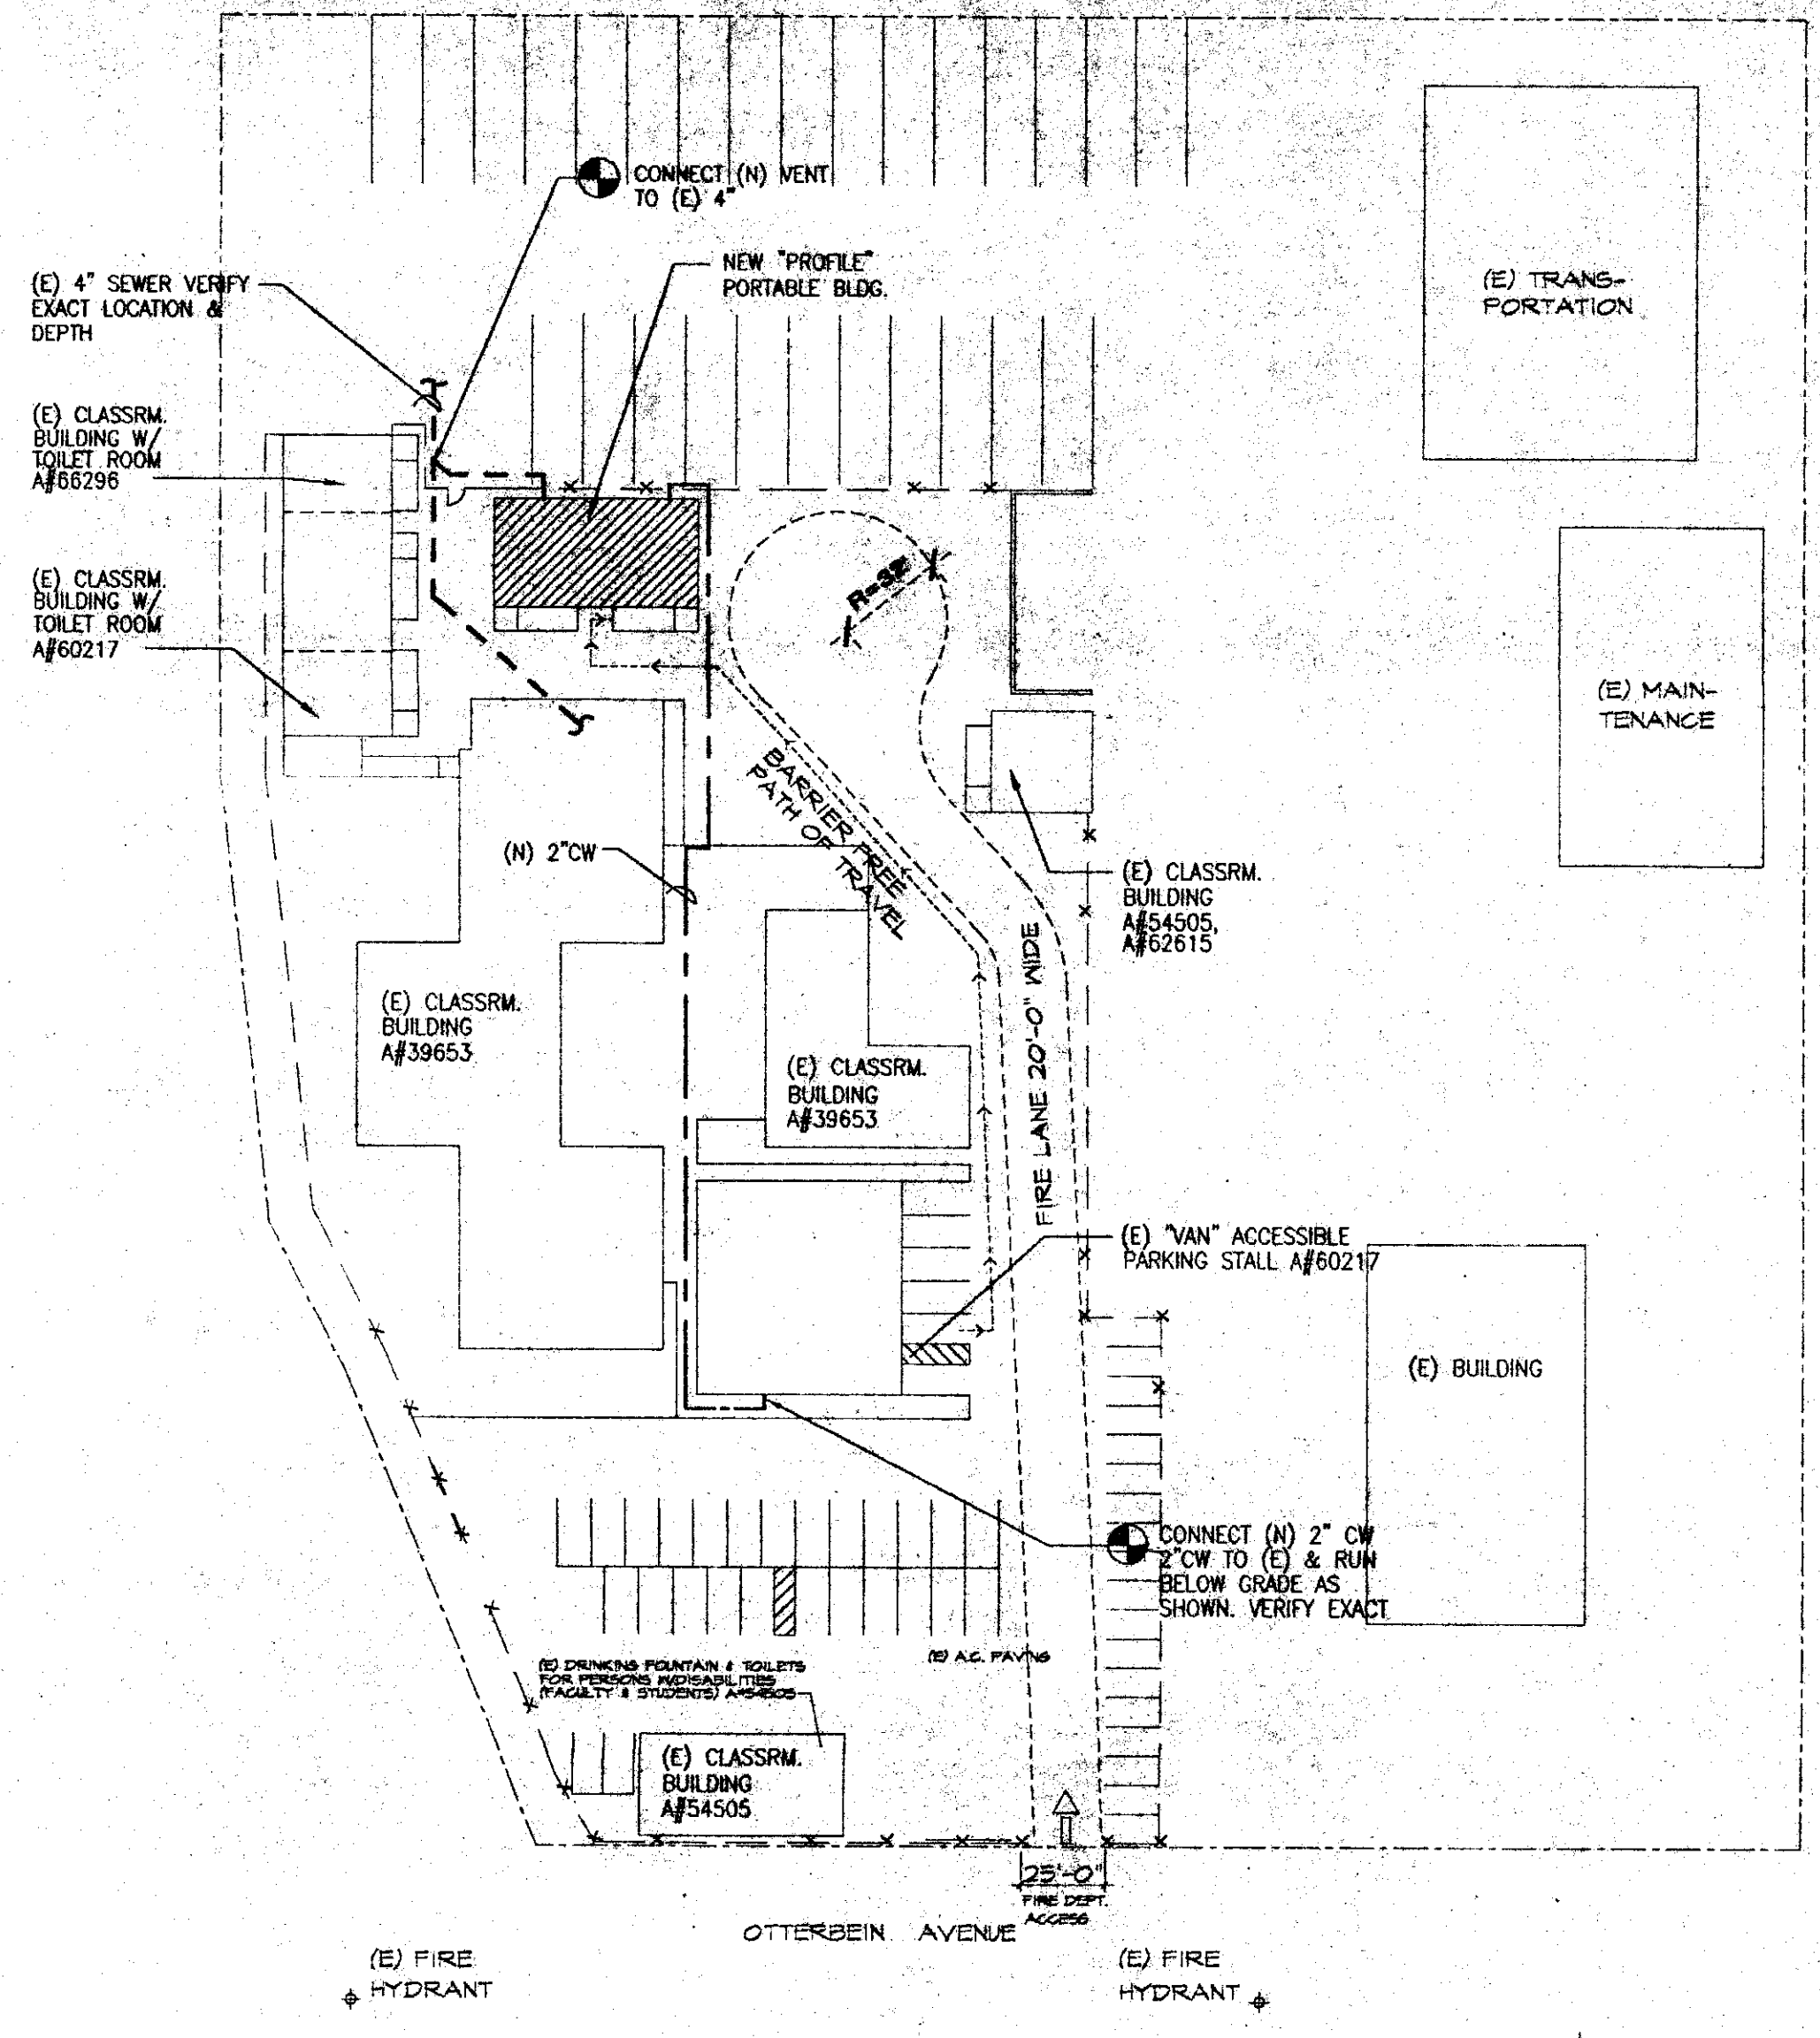 CONNECT (N) VENT
TO (E) 4"
NEW "PROFILE"
PORTABLE BLDG.
(E) 4" SEWER VERIFY
EXACT LOCATION &
DEPTH
(E) TRANS-
PORTATION
(E) CLASSRM.
BUILDING W/
TOILET ROOM
A#66296
(E) CLASSRM.
BUILDING W/
TOILET ROOM
A#60217
R=32'
(E) MAIN-
TENANCE
BARRIER FREE
PATH OF TRAVEL
(N) 2"CW
(E) CLASSRM.
BUILDING
A#54505,
A#62615
FIRE LANE 20'-0" WIDE
(E) CLASSRM.
BUILDING
A#39653
(E) CLASSRM.
BUILDING
A#39653
(E) "VAN" ACCESSIBLE
PARKING STALL A#60217
(E) BUILDING
CONNECT (N) 2" CW
2"CW TO (E) & RUN
BELOW GRADE AS
SHOWN. VERIFY EXACT
(E) DRINKING FOUNTAIN & TOILETS
FOR PERSONS W/DISABILITIES
(FACULTY & STUDENTS) A#54505
(E) A.C. PAVING
(E) CLASSRM.
BUILDING
A#54505
25'-0"
FIRE DEPT.
ACCESS
OTTERBEIN AVENUE
(E) FIRE
HYDRANT
(E) FIRE
HYDRANT